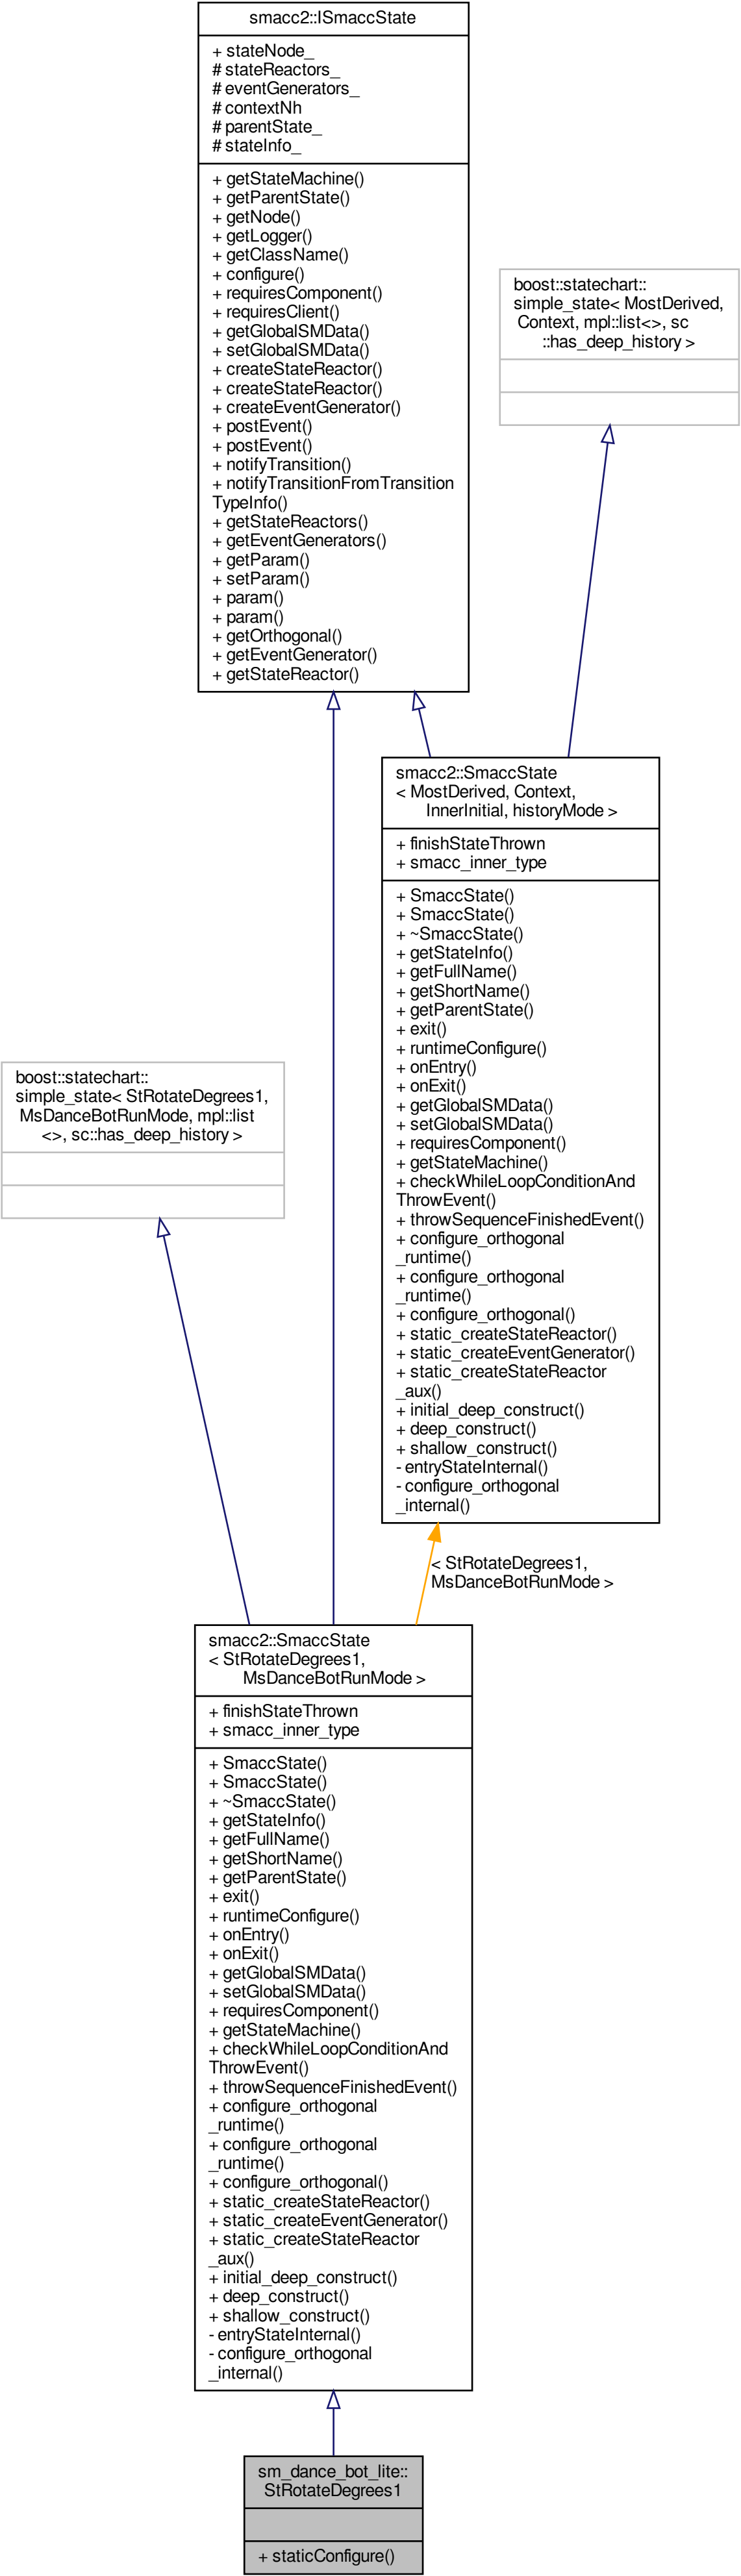 smacc2::ISmaccState
+ stateNode_
# stateReactors_
# eventGenerators_
# contextNh
# parentState_
# stateInfo_
+ getStateMachine()
+ getParentState()
+ getNode()
+ getLogger()
+ getClassName()
+ configure()
+ requiresComponent()
+ requiresClient()
+ getGlobalSMData()
+ setGlobalSMData()
+ createStateReactor()
+ createStateReactor()
+ createEventGenerator()
+ postEvent()
+ postEvent()
+ notifyTransition()
+ notifyTransitionFromTransition
TypeInfo()
+ getStateReactors()
+ getEventGenerators()
+ getParam()
+ setParam()
+ param()
+ param()
+ getOrthogonal()
+ getEventGenerator()
+ getStateReactor()
boost::statechart::
simple_state< MostDerived,
Context, mpl::list<>, sc
::has_deep_history >
smacc2::SmaccState
< MostDerived, Context,
InnerInitial, historyMode >
+ finishStateThrown
+ smacc_inner_type
+ SmaccState()
+ SmaccState()
+ ~SmaccState()
+ getStateInfo()
+ getFullName()
+ getShortName()
+ getParentState()
+ exit()
+ runtimeConfigure()
+ onEntry()
+ onExit()
+ getGlobalSMData()
+ setGlobalSMData()
+ requiresComponent()
+ getStateMachine()
+ checkWhileLoopConditionAnd
ThrowEvent()
+ throwSequenceFinishedEvent()
+ configure_orthogonal
_runtime()
+ configure_orthogonal
_runtime()
+ configure_orthogonal()
+ static_createStateReactor()
+ static_createEventGenerator()
+ static_createStateReactor
_aux()
+ initial_deep_construct()
+ deep_construct()
+ shallow_construct()
- entryStateInternal()
- configure_orthogonal
_internal()
boost::statechart::
simple_state< StRotateDegrees1,
MsDanceBotRunMode, mpl::list
<>, sc::has_deep_history >
< StRotateDegrees1,
MsDanceBotRunMode >
smacc2::SmaccState
< StRotateDegrees1,
MsDanceBotRunMode >
+ finishStateThrown
+ smacc_inner_type
+ SmaccState()
+ SmaccState()
+ ~SmaccState()
+ getStateInfo()
+ getFullName()
+ getShortName()
+ getParentState()
+ exit()
+ runtimeConfigure()
+ onEntry()
+ onExit()
+ getGlobalSMData()
+ setGlobalSMData()
+ requiresComponent()
+ getStateMachine()
+ checkWhileLoopConditionAnd
ThrowEvent()
+ throwSequenceFinishedEvent()
+ configure_orthogonal
_runtime()
+ configure_orthogonal
_runtime()
+ configure_orthogonal()
+ static_createStateReactor()
+ static_createEventGenerator()
+ static_createStateReactor
_aux()
+ initial_deep_construct()
+ deep_construct()
+ shallow_construct()
- entryStateInternal()
- configure_orthogonal
_internal()
sm_dance_bot_lite::
StRotateDegrees1
+ staticConfigure()